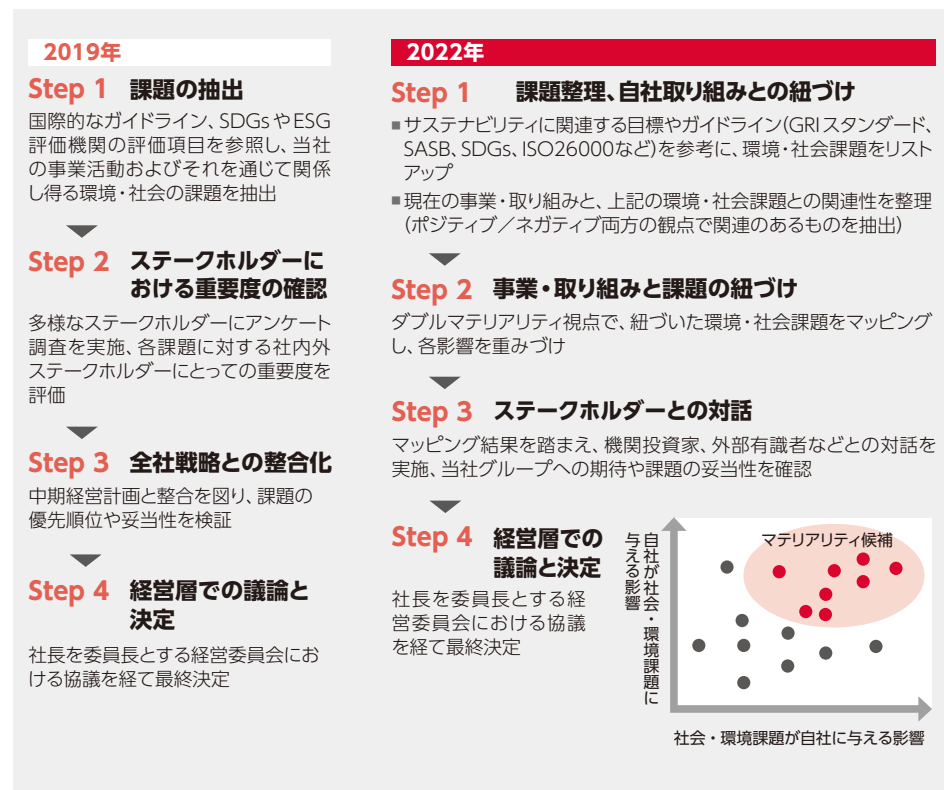 2019年
Step 1 課題の抽出
国際的なガイドライン、SDGsやESG
評価機関の評価項目を参照し、当社
の事業活動およびそれを通じて関係
し得る環境・社会の課題を抽出
Step 2 ステークホルダーに
おける重要度の確認
多様なステークホルダーにアンケート
調査を実施、各課題に対する社内外
ステークホルダーにとっての重要度を
評価
Step 3 全社戦略との整合化
中期経営計画と整合を図り、課題の
優先順位や妥当性を検証
Step 4 経営層での議論と
決定
社長を委員長とする経営委員会にお
ける協議を経て最終決定
2022年
Step 1 課題整理、自社取り組みとの紐づけ
■サステナビリティに関連する目標やガイドライン(GRIスタンダード、
SASB、SDGs、ISO26000など)を参考に、環境・社会課題をリスト
アップ
■現在の事業・取り組みと、上記の環境・社会課題との関連性を整理
(ポジティブ／ネガティブ両方の観点で関連のあるものを抽出)
Step 2 事業・取り組みと課題の紐づけ
ダブルマテリアリティ視点で、紐づいた環境・社会課題をマッピング
し、各影響を重みづけ
Step 3 ステークホルダーとの対話
マッピング結果を踏まえ、機関投資家、外部有識者などとの対話を
実施、当社グループへの期待や課題の妥当性を確認
Step 4 経営層での
議論と決定
社長を委員長とする経
営委員会における協議
を経て最終決定
自社が社会・環境課題に
与える影響
マテリアリティ候補
社会・環境課題が自社に与える影響